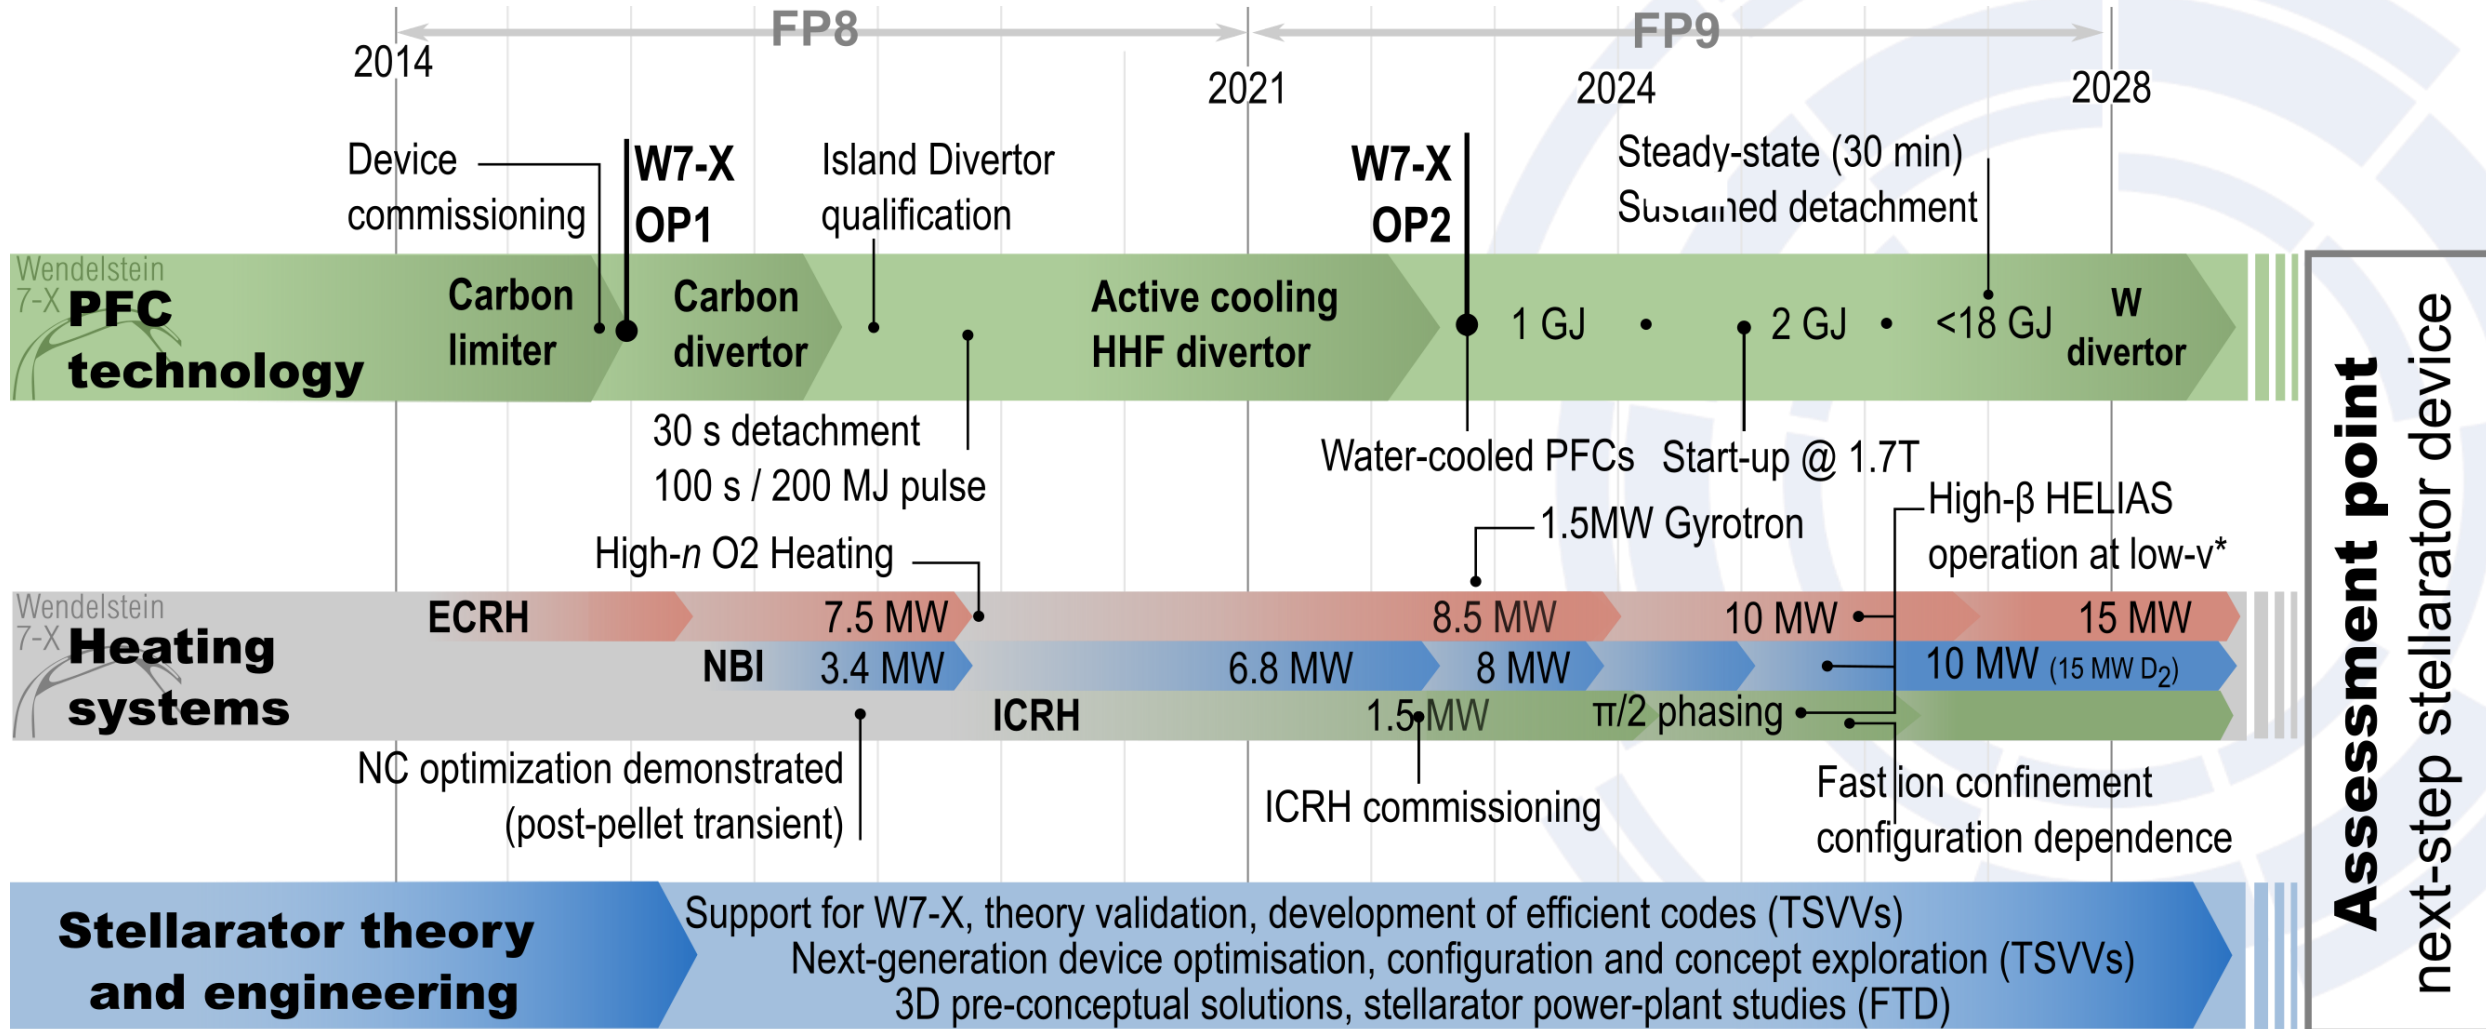 FP8
FP9
2014
2021
2024
2028
Device
commissioning
W7-X
OP1
Island Divertor
qualification
W7-X
OP2
Steady-state (30 min)
Sustained detachment
Wendelstein
7-X
PFC
technology
Carbon
limiter
Carbon
divertor
Active cooling
HHF divertor
1 GJ
2 GJ
<18 GJ
W
divertor
30 s detachment
100 s / 200 MJ pulse
Water-cooled PFCs
Start-up @ 1.7T
High-n O2 Heating
1.5MW Gyrotron
High-β HELIAS
operation at low-v*
Wendelstein
7-X
Heating
systems
ECRH
7.5 MW
8.5 MW
10 MW
15 MW
NBI
3.4 MW
6.8 MW
8 MW
10 MW (15 MW D2)
ICRH
1.5 MW
π/2 phasing
NC optimization demonstrated
(post-pellet transient)
ICRH commissioning
Fast ion confinement
configuration dependence
Stellarator theory
and engineering
Support for W7-X, theory validation, development of efficient codes (TSVVs)
Next-generation device optimisation, configuration and concept exploration (TSVVs)
3D pre-conceptual solutions, stellarator power-plant studies (FTD)
Assessment point
next-step stellarator device